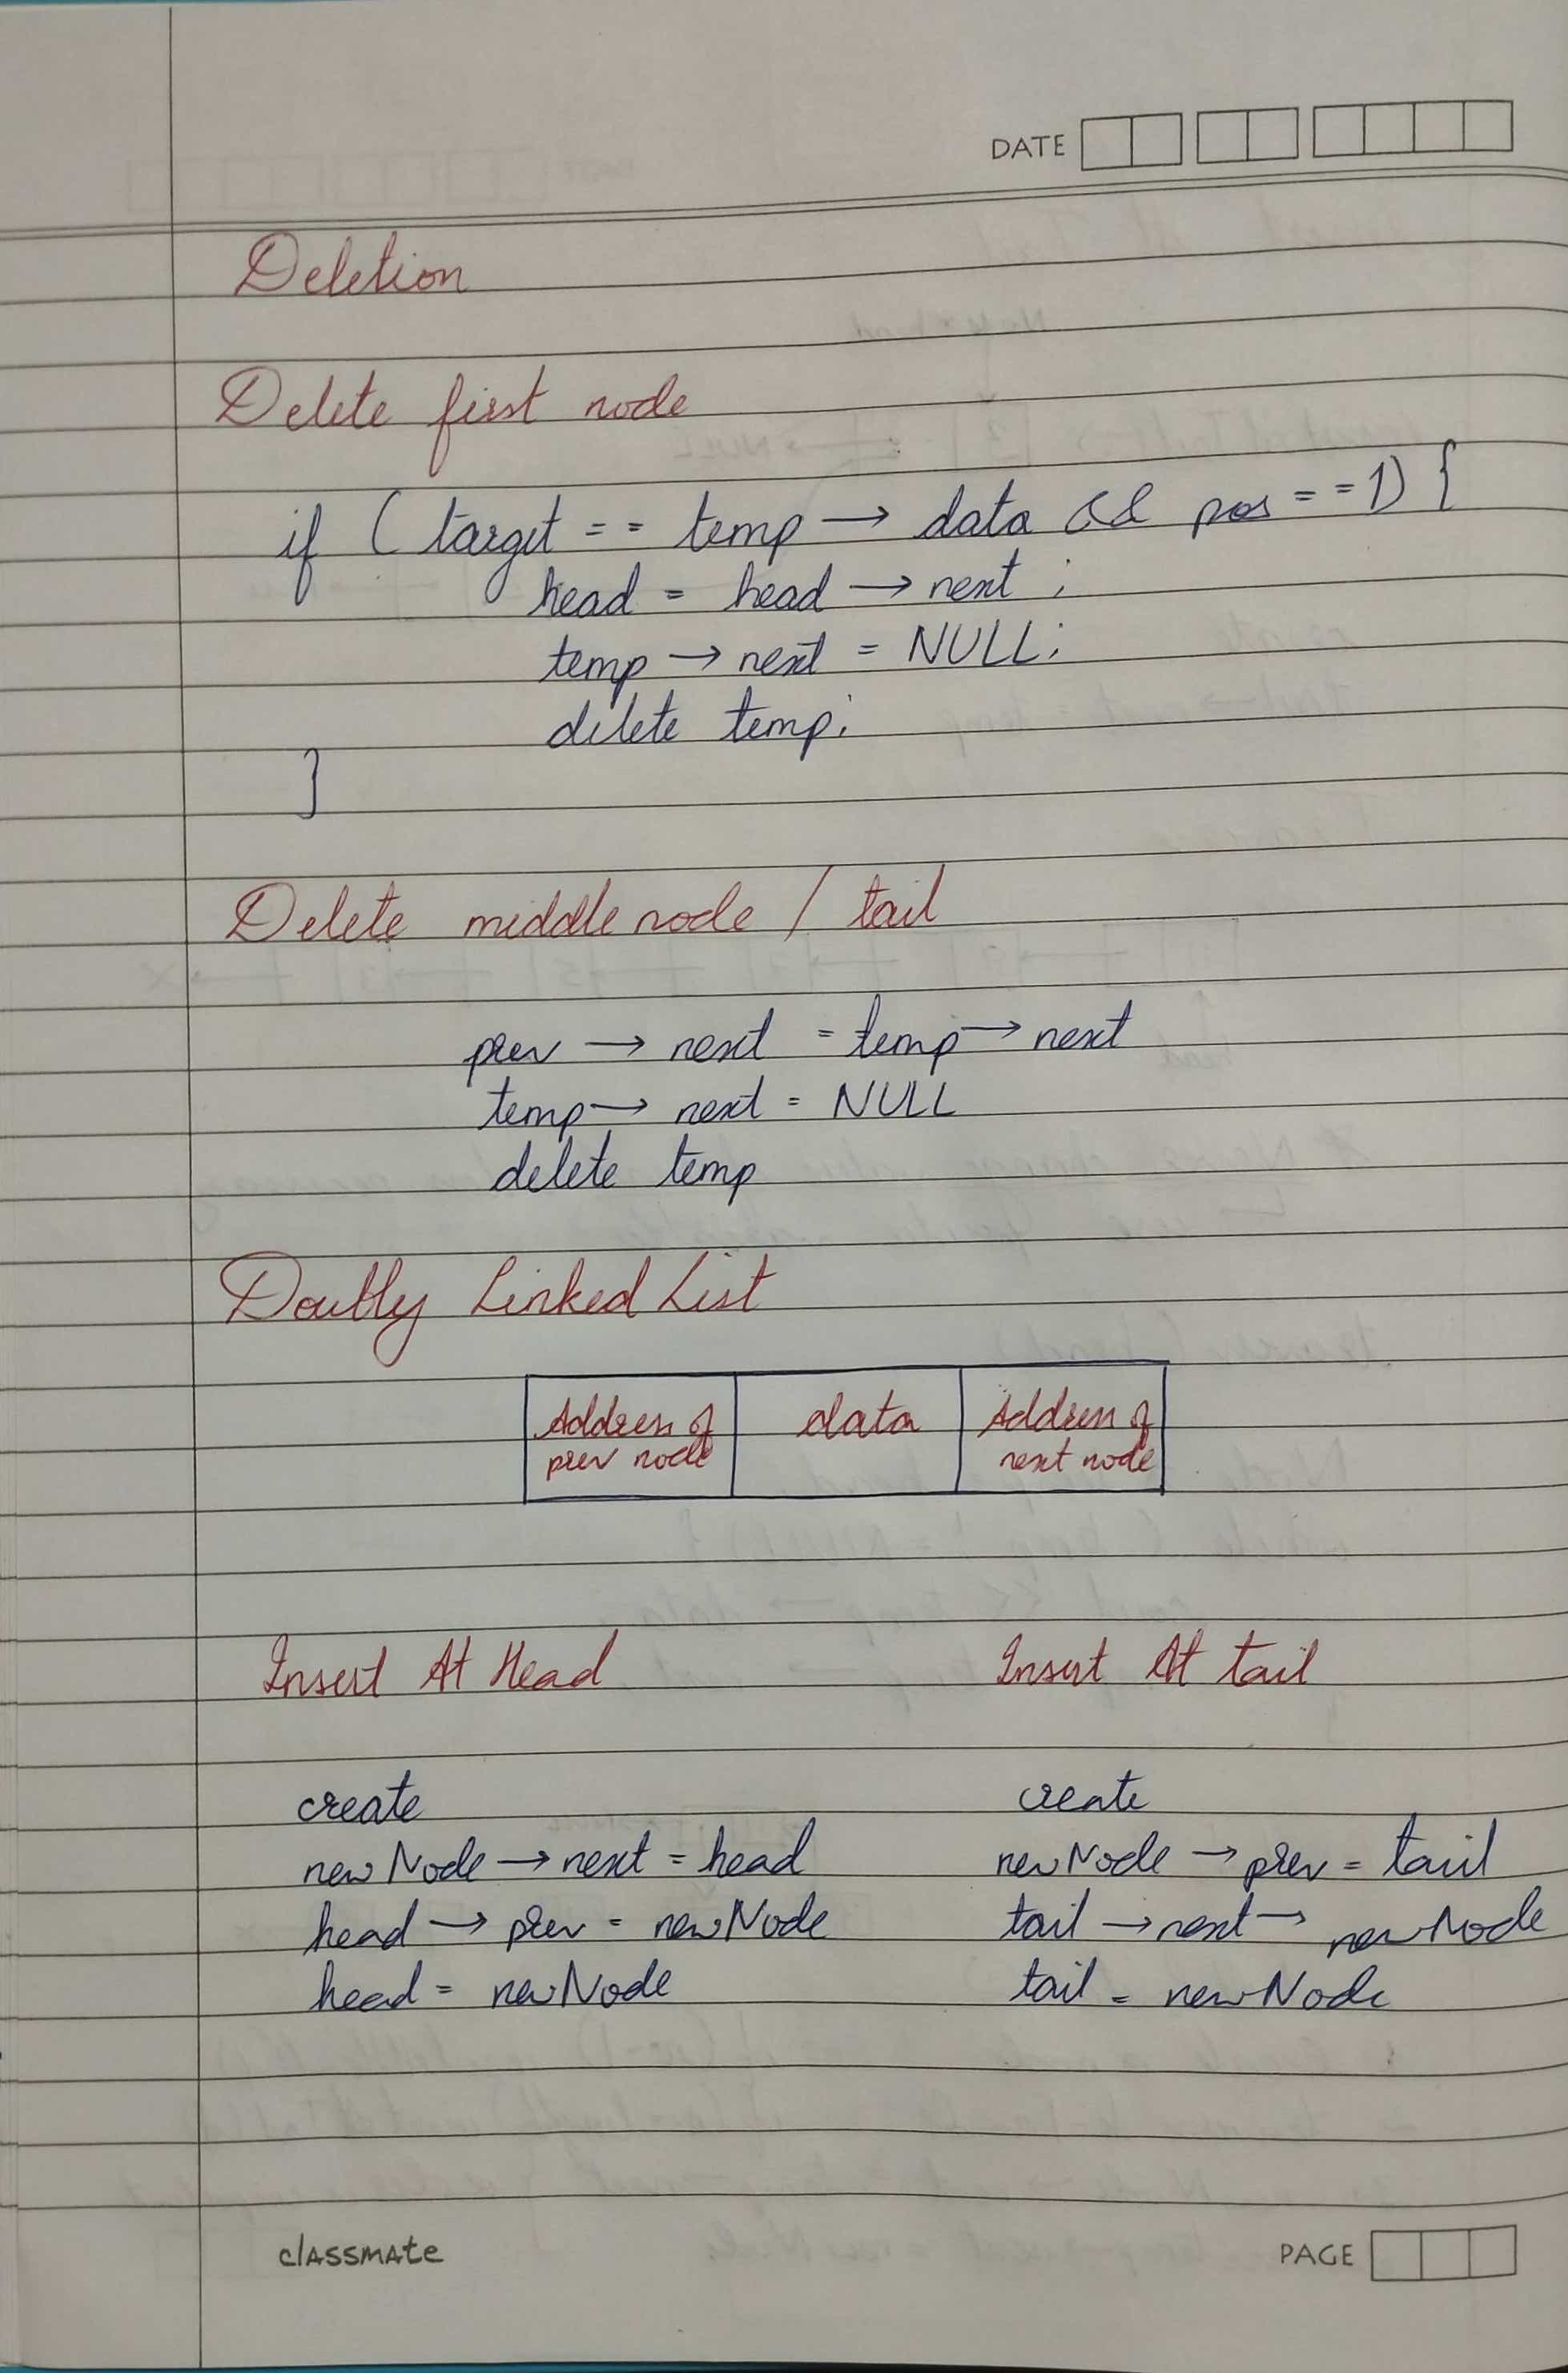 DATE
Deletion
Delete first node
if ( target == temp → data && pos == 1) {
head = head → next ;
temp → next = NULL;
delete temp;
}
Delete middle node / tail
prev → next = temp → next
temp → next = NULL
delete temp
Doubly Linked List
Address of prev node | data | Address of next node
Insert At Head
create
newNode → next = head
head → prev = newNode
head = newNode
Insert At tail
create
newNode → prev = tail
tail → next → newNode
tail = newNode
classmate
PAGE